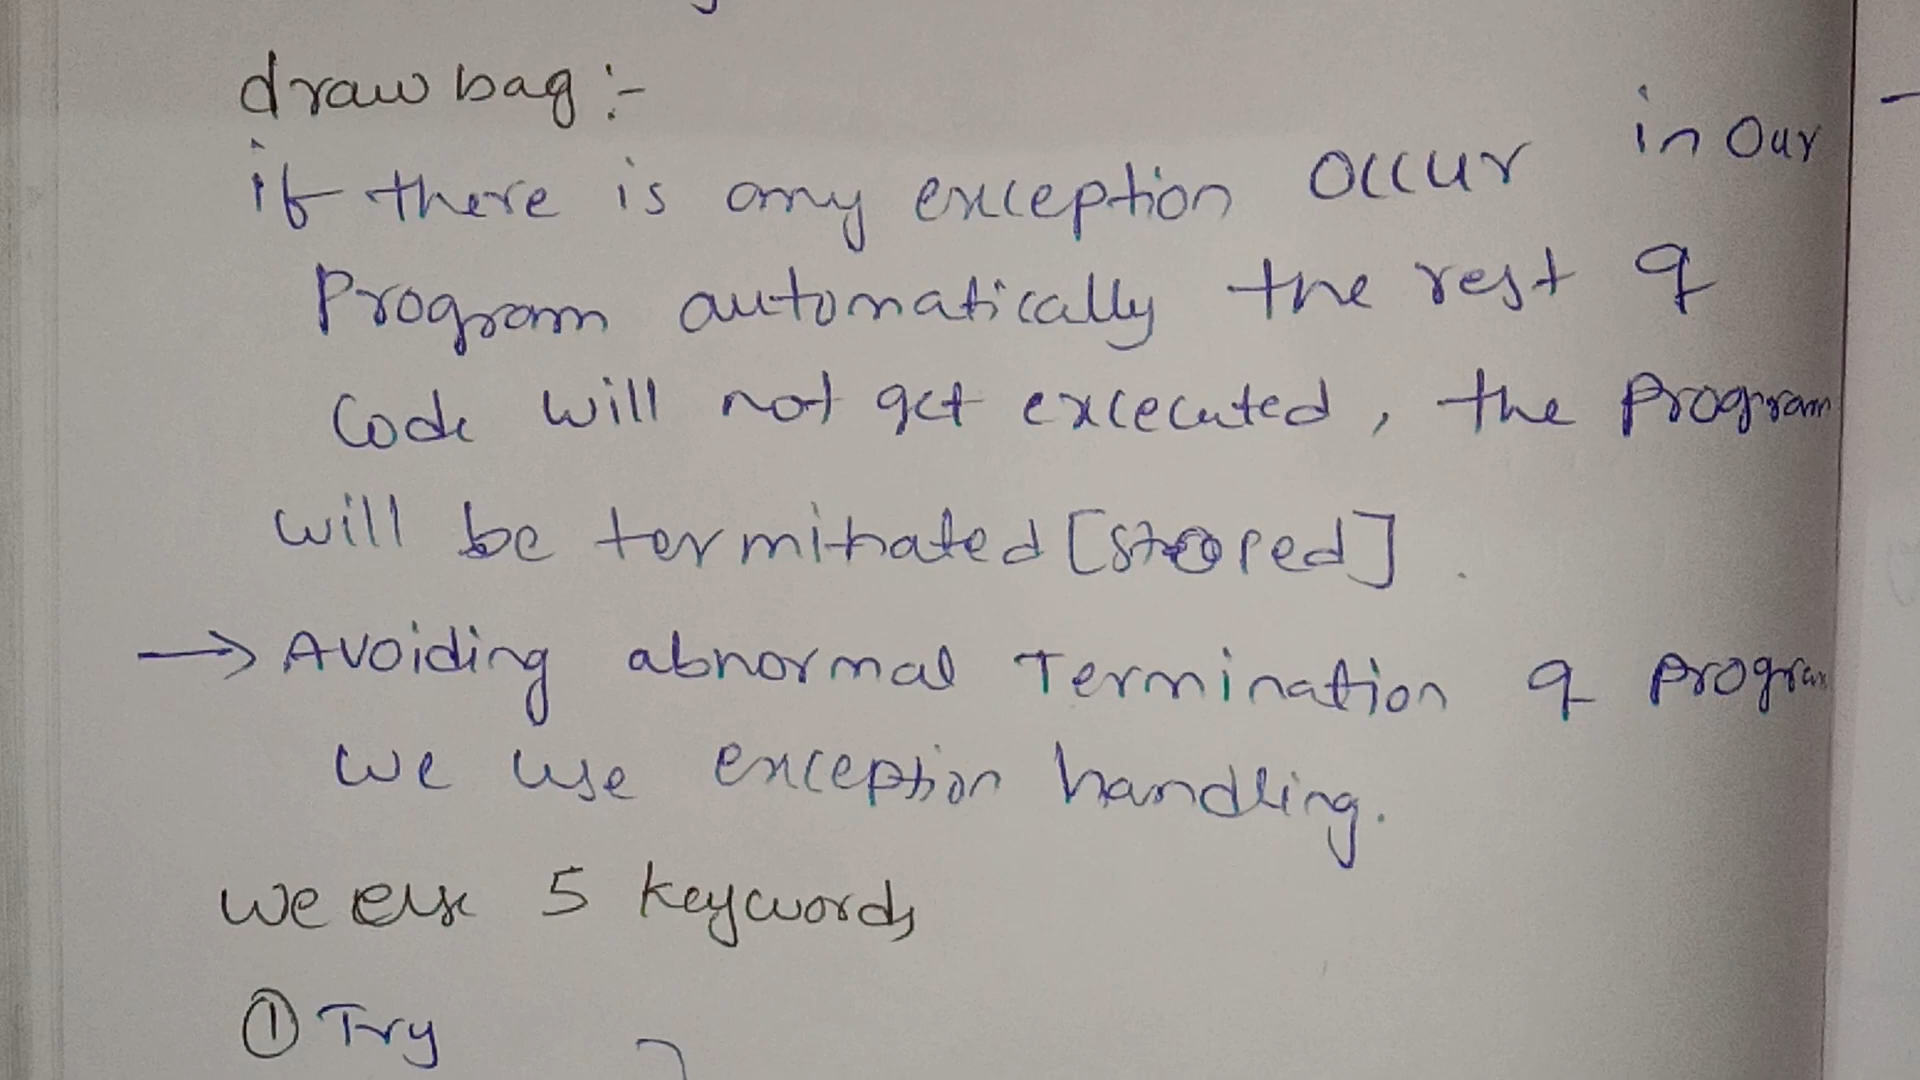 draw bag :-
if there is any exception occur in our
Program automatically the rest of
Code will not get excecuted, the program
will be terminated [stoped].
→ Avoiding abnormal Termination of program
we use exception handling.
we use 5 keywords
① Try